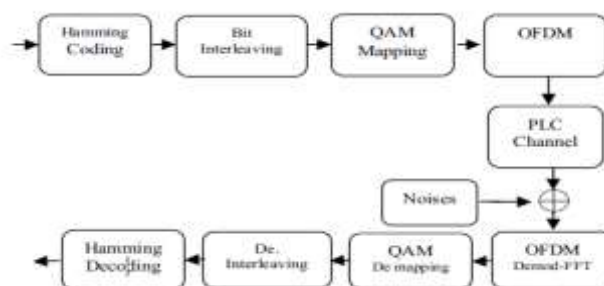 Hamming
Coding
Bit
Interleaving
QAM
Mapping
OFDM
PLC
Channel
Noises
OFDM
Demod-FFT
QAM
De mapping
De.
Interleaving
Hamming
Decoding